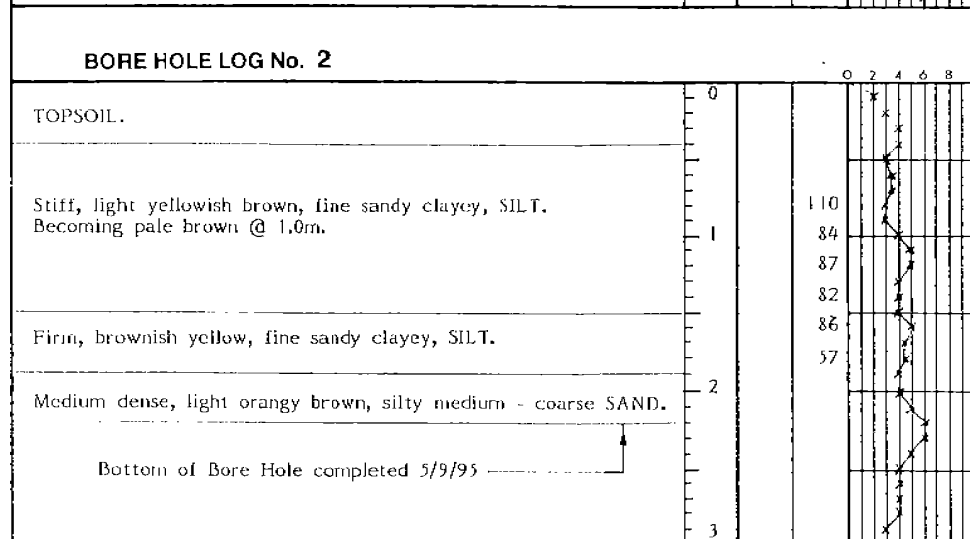 BORE HOLE LOG No. 2
0 2 4 6 8
0
TOPSOIL.
Stiff, light yellowish brown, fine sandy clayey, SILT.
110
Becoming pale brown @ 1.0m.
1
84
87
82
86
Firm, brownish yellow, fine sandy clayey, SILT.
57
2
Medium dense, light orangy brown, silty medium - coarse SAND.
Bottom of Bore Hole completed 5/9/95
3